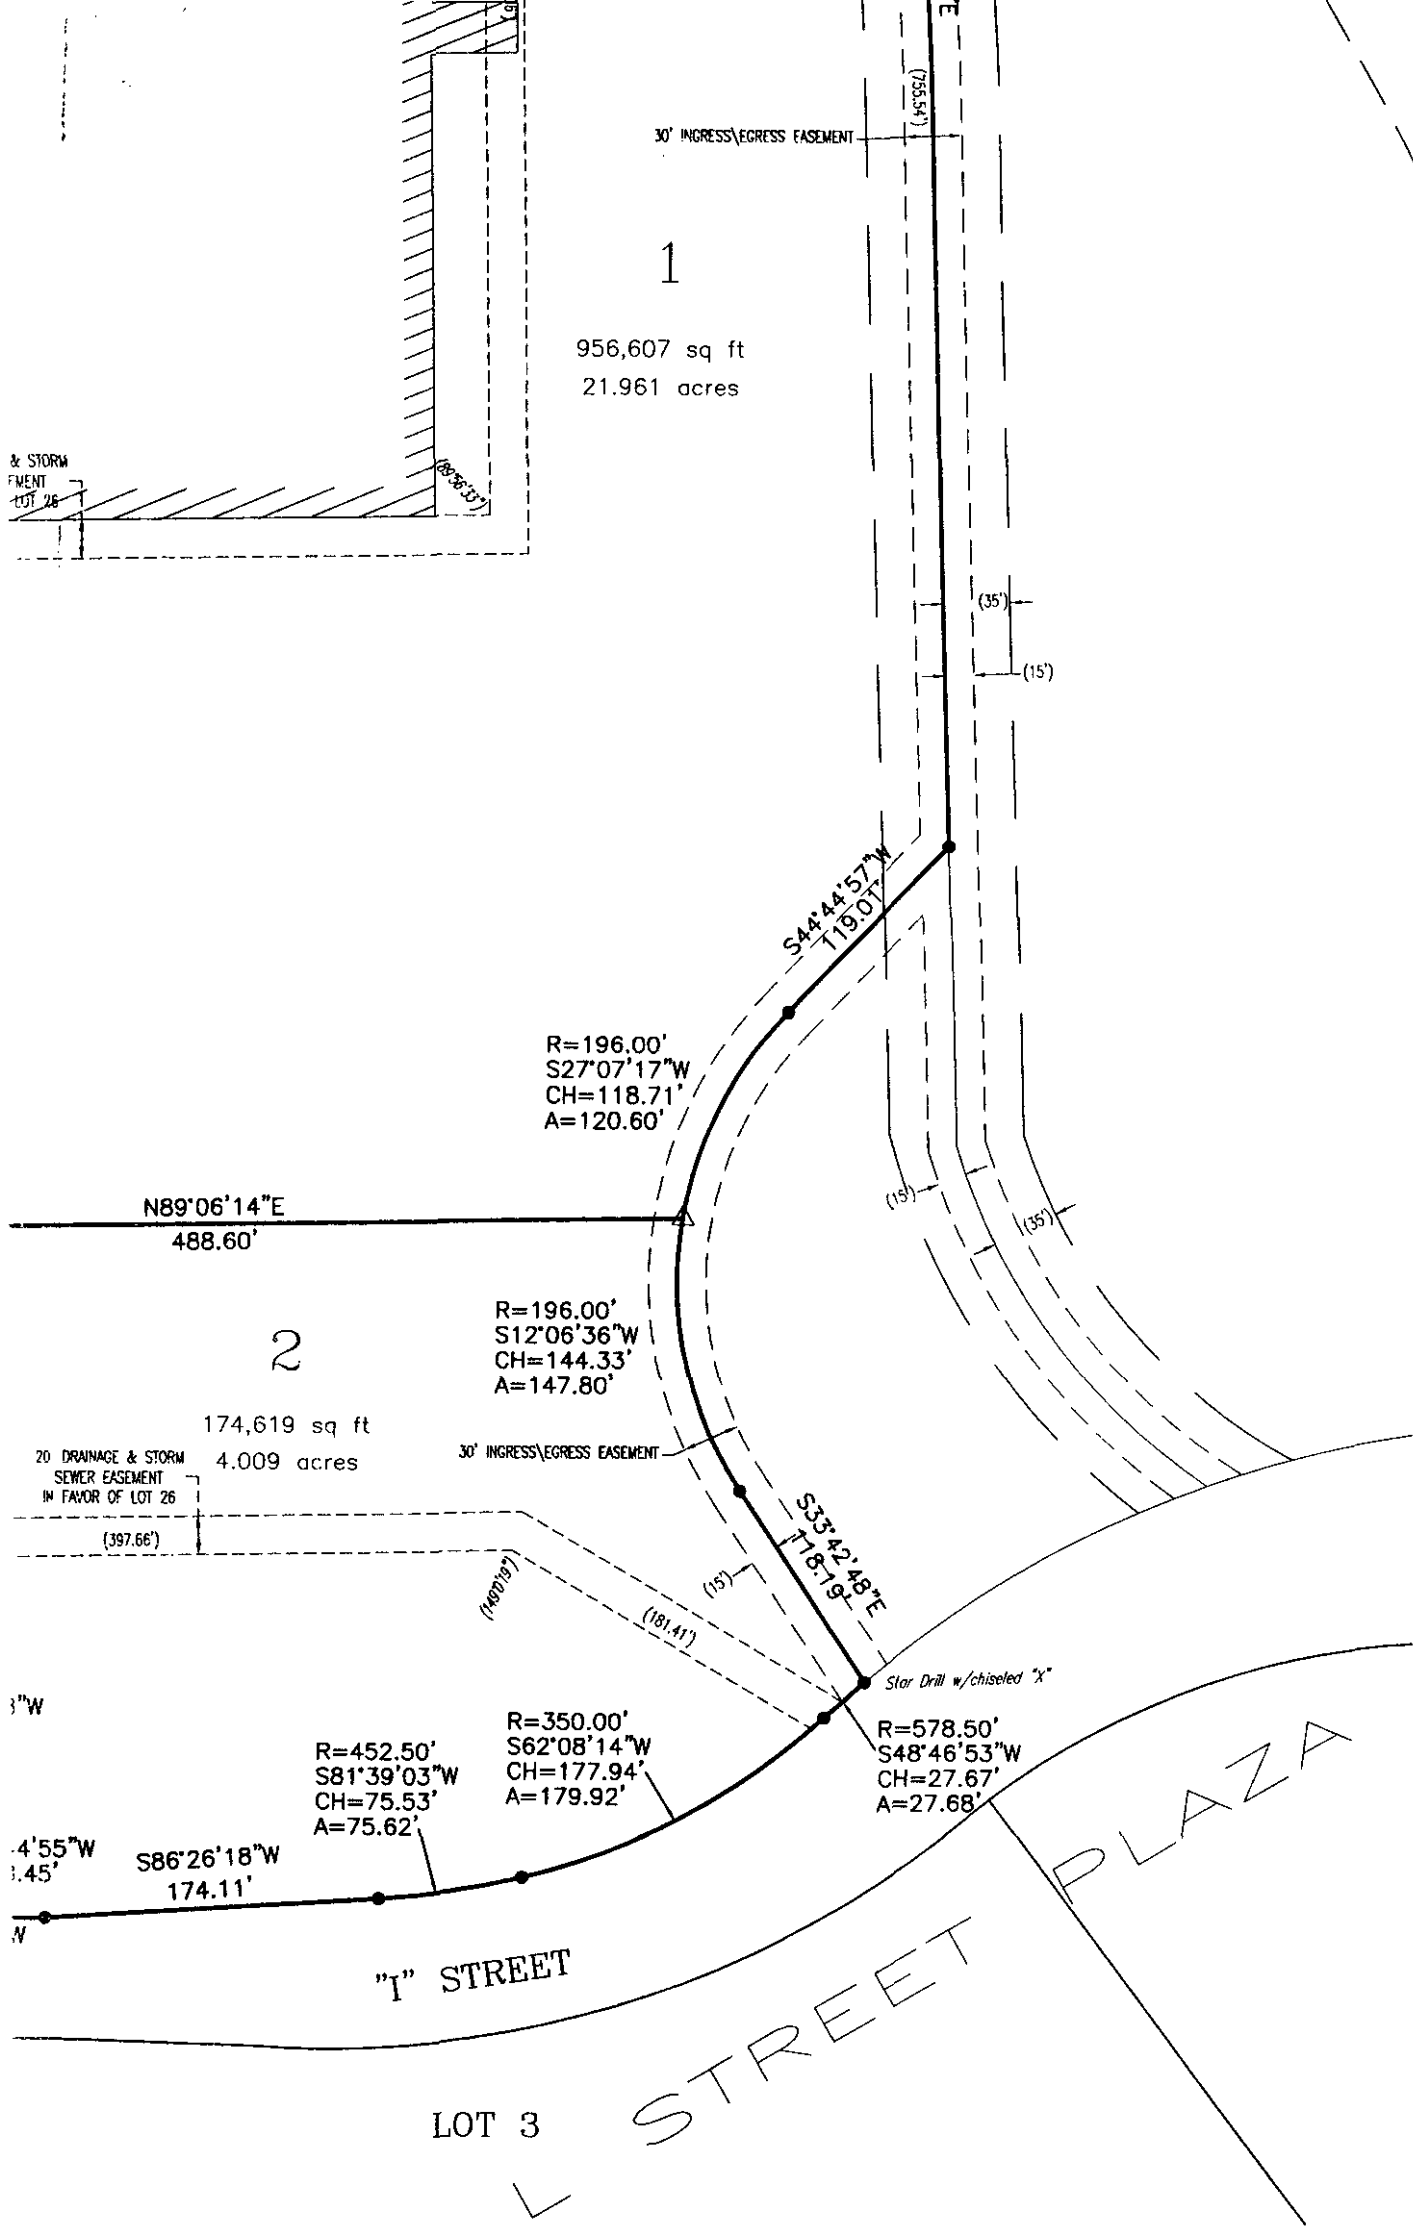 (755.54')
30' INGRESS\EGRESS EASEMENT
1
956,607 sq ft
21.961 acres
& STORM
LOT 26
(89°56'33")
(35')
(15')
S44°44'57"W
119.01'
R=196.00'
S27°07'17"W
CH=118.71'
A=120.60'
(15')
(35')
N89°06'14"E
488.60'
R=196.00'
S12°06'36"W
CH=144.33'
A=147.80'
2
174,619 sq ft
4.009 acres
20 DRAINAGE & STORM
SEWER EASEMENT
IN FAVOR OF LOT 26
30' INGRESS\EGRESS EASEMENT
(397.66')
S33°42'48"E
118.19'
(15')
(149°0'19")
(181.41')
Star Drill w/chiseled "X"
3"W
R=350.00'
S62°08'14"W
CH=177.94'
A=179.92'
R=578.50'
S48°46'53"W
CH=27.67'
A=27.68'
R=452.50'
S81°39'03"W
CH=75.53'
A=75.62'
4'55"W
.45'
S86°26'18"W
174.11'
W
"I" STREET
LOT 3
L STREET PLAZA